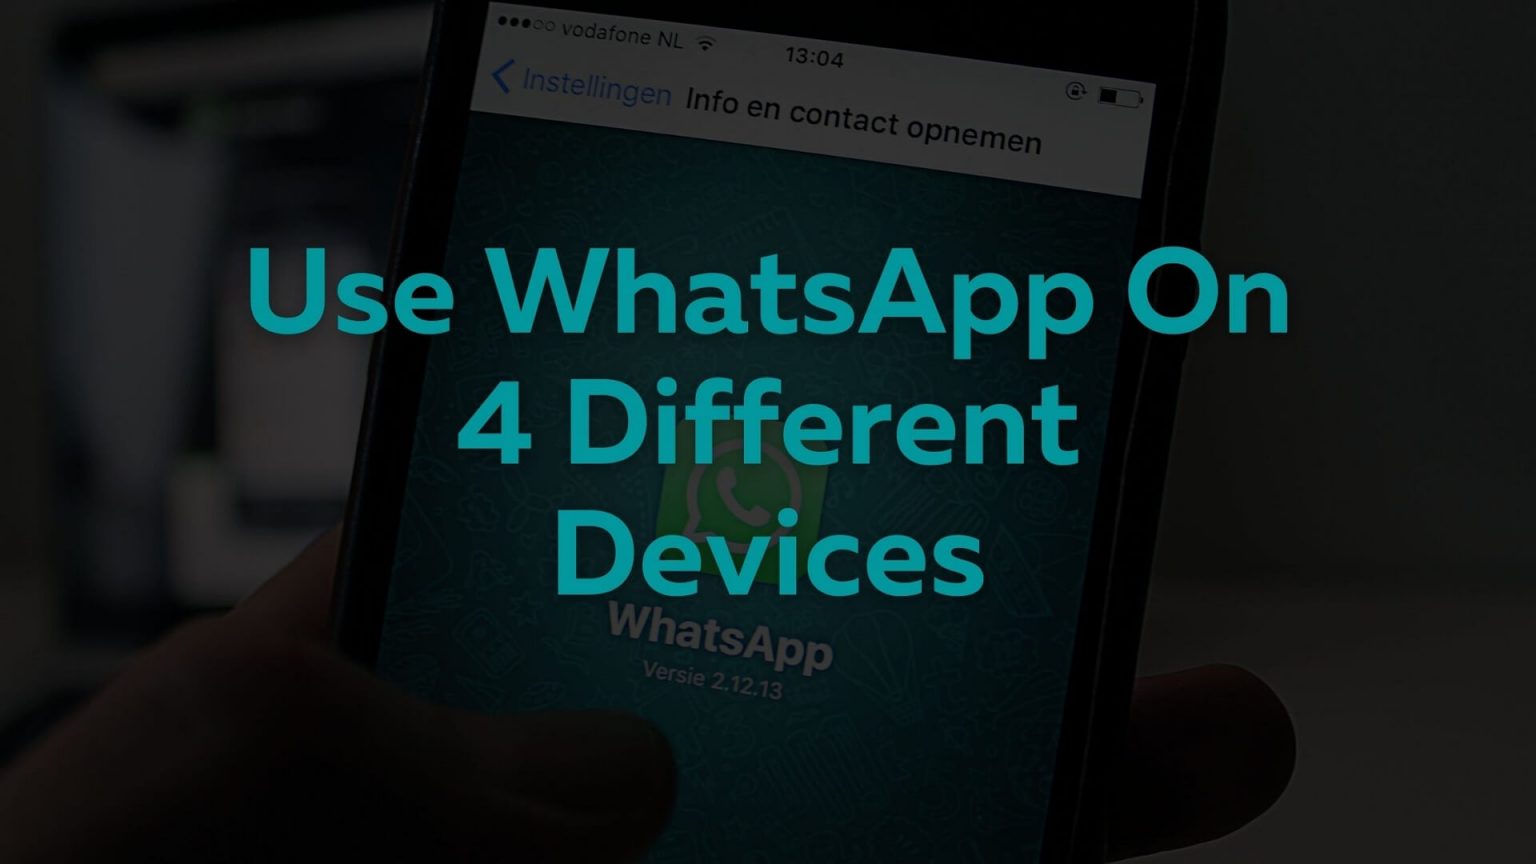 vodafone NL
13:04
Instellingen
Info en contact opnemen
Use WhatsApp On
4 Different
Devices
WhatsApp
Versie 2.12.13